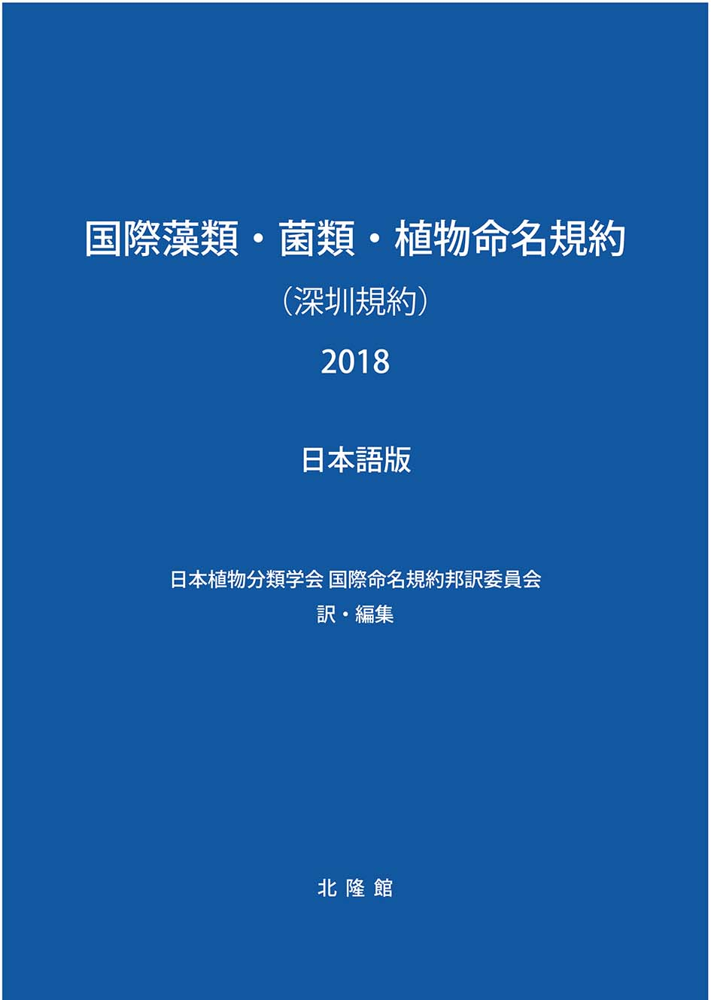 国際藻類・菌類・植物命名規約
（深圳規約）
2018
日本語版
日本植物分類学会 国際命名規約邦訳委員会
訳・編集
北隆館